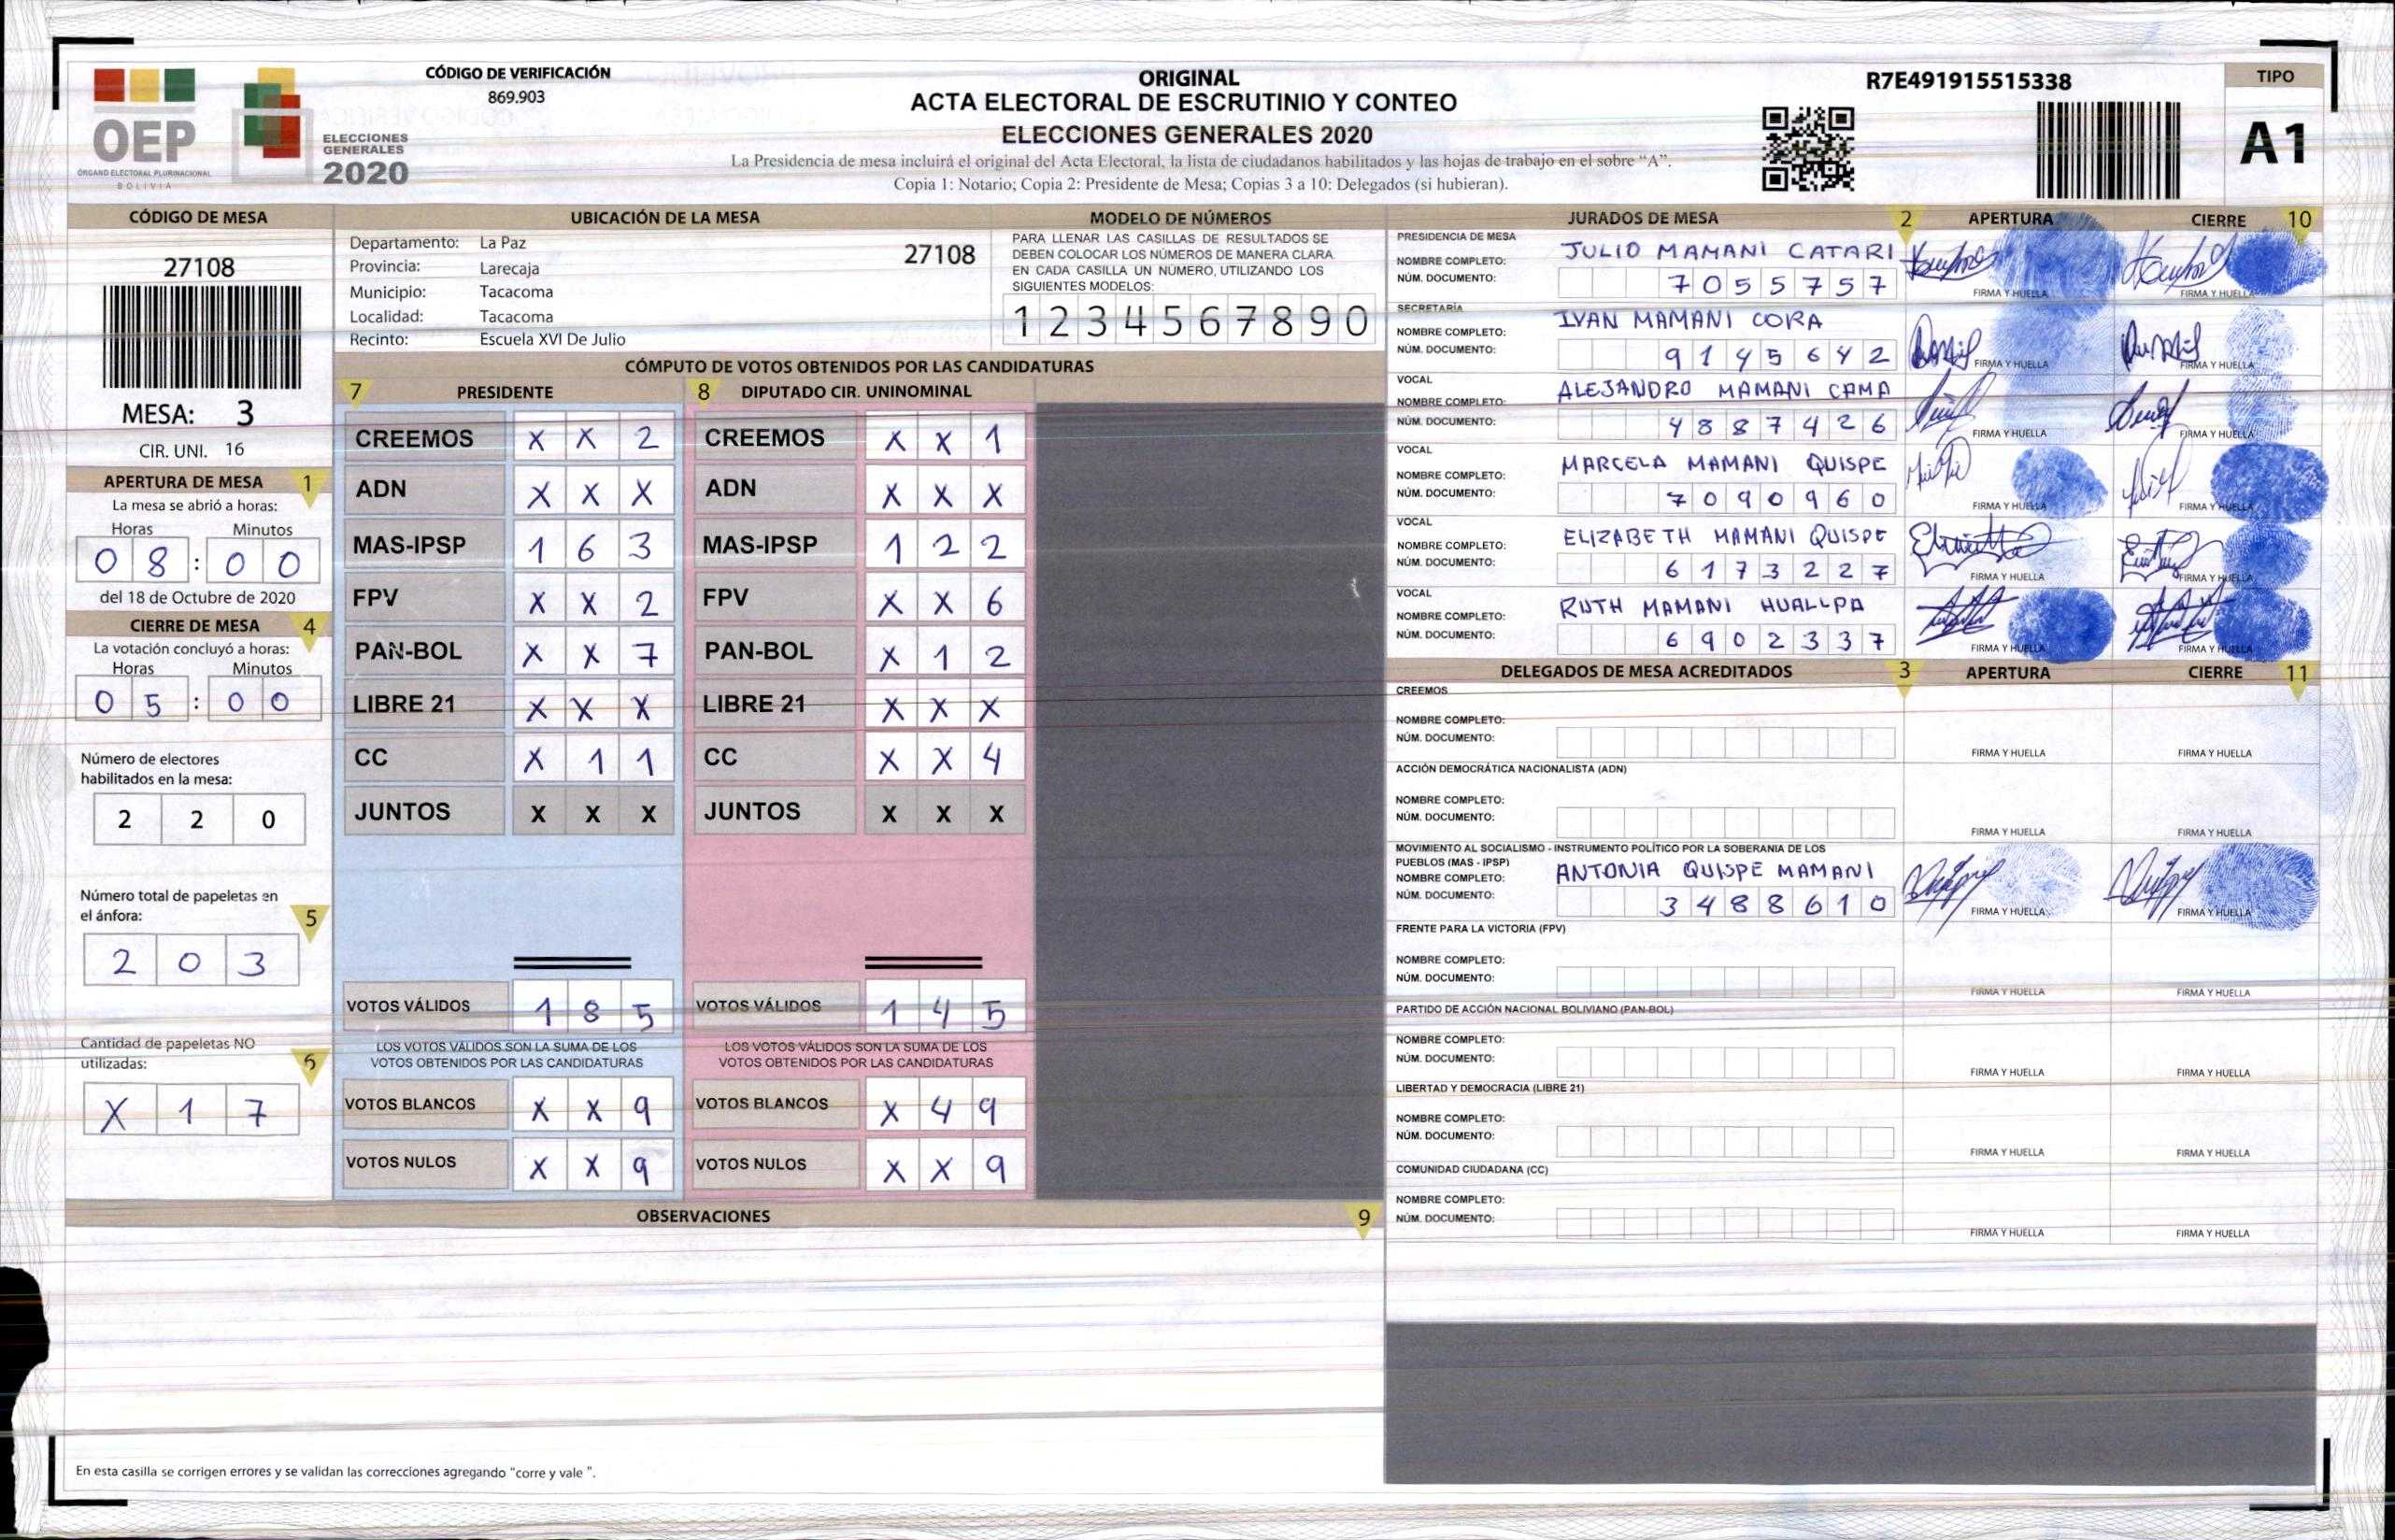 CÓDIGO DE VERIFICACIÓN
869.903
ORIGINAL
ACTA ELECTORAL DE ESCRUTINIO Y CONTEO
ELECCIONES GENERALES 2020
La Presidencia de mesa incluirá el original del Acta Electoral, la lista de ciudadanos habilitados y las hojas de trabajo en el sobre "A".
Copia 1: Notario; Copia 2: Presidente de Mesa; Copias 3 a 10: Delegados (si hubieran).
R7E491915515338
TIPO
A1
OEP
ÓRGANO ELECTORAL PLURINACIONAL
BOLIVIA
ELECCIONES
GENERALES
2020
CÓDIGO DE MESA
27108
MESA: 3
CIR. UNI. 16
APERTURA DE MESA 1
La mesa se abrió a horas:
Horas Minutos
0 8 : 0 0
del 18 de Octubre de 2020
CIERRE DE MESA 4
La votación concluyó a horas:
Horas Minutos
0 5 : 0 0
Número de electores
habilitados en la mesa:
2 2 0
Número total de papeletas en
el ánfora: 5
2 0 3
Cantidad de papeletas NO
utilizadas: 6
X 1 7
UBICACIÓN DE LA MESA
Departamento: La Paz 27108
Provincia: Larecaja
Municipio: Tacacoma
Localidad: Tacacoma
Recinto: Escuela XVI De Julio
MODELO DE NÚMEROS
PARA LLENAR LAS CASILLAS DE RESULTADOS SE
DEBEN COLOCAR LOS NÚMEROS DE MANERA CLARA
EN CADA CASILLA UN NÚMERO, UTILIZANDO LOS
SIGUIENTES MODELOS:
1 2 3 4 5 6 7 8 9 0
CÓMPUTO DE VOTOS OBTENIDOS POR LAS CANDIDATURAS
7 PRESIDENTE
CREEMOS X X 2
ADN X X X
MAS-IPSP 1 6 3
FPV X X 2
PAN-BOL X X 7
LIBRE 21 X X X
CC X 1 1
JUNTOS X X X
VOTOS VÁLIDOS 1 8 5
LOS VOTOS VÁLIDOS SON LA SUMA DE LOS
VOTOS OBTENIDOS POR LAS CANDIDATURAS
VOTOS BLANCOS X X 9
VOTOS NULOS X X 9
8 DIPUTADO CIR. UNINOMINAL
CREEMOS X X 1
ADN X X X
MAS-IPSP 1 2 2
FPV X X 6
PAN-BOL X 1 2
LIBRE 21 X X X
CC X X 4
JUNTOS X X X
VOTOS VÁLIDOS 1 4 5
LOS VOTOS VÁLIDOS SON LA SUMA DE LOS
VOTOS OBTENIDOS POR LAS CANDIDATURAS
VOTOS BLANCOS X 4 9
VOTOS NULOS X X 9
OBSERVACIONES 9
En esta casilla se corrigen errores y se validan las correcciones agregando "corre y vale ".
JURADOS DE MESA 2 APERTURA CIERRE 10
PRESIDENCIA DE MESA
NOMBRE COMPLETO: JULIO MAMANI CATARI
NÚM. DOCUMENTO: 7 0 5 5 7 5 7
FIRMA Y HUELLA FIRMA Y HUELLA
SECRETARÍA
NOMBRE COMPLETO: IVAN MAMANI CORA
NÚM. DOCUMENTO: 9 1 4 5 6 4 2
FIRMA Y HUELLA FIRMA Y HUELLA
VOCAL
NOMBRE COMPLETO: ALEJANDRO MAMANI CAMA
NÚM. DOCUMENTO: 4 8 8 7 4 2 6
FIRMA Y HUELLA FIRMA Y HUELLA
VOCAL
NOMBRE COMPLETO: MARCELA MAMANI QUISPE
NÚM. DOCUMENTO: 7 0 9 0 9 6 0
FIRMA Y HUELLA FIRMA Y HUELLA
VOCAL
NOMBRE COMPLETO: ELIZABETH MAMANI QUISPE
NÚM. DOCUMENTO: 6 1 7 3 2 2 7
FIRMA Y HUELLA FIRMA Y HUELLA
VOCAL
NOMBRE COMPLETO: RUTH MAMANI HUALLPA
NÚM. DOCUMENTO: 6 9 0 2 3 3 7
FIRMA Y HUELLA FIRMA Y HUELLA
DELEGADOS DE MESA ACREDITADOS 3 APERTURA CIERRE 11
CREEMOS
NOMBRE COMPLETO:
NÚM. DOCUMENTO:
FIRMA Y HUELLA FIRMA Y HUELLA
ACCIÓN DEMOCRÁTICA NACIONALISTA (ADN)
NOMBRE COMPLETO:
NÚM. DOCUMENTO:
FIRMA Y HUELLA FIRMA Y HUELLA
MOVIMIENTO AL SOCIALISMO - INSTRUMENTO POLÍTICO POR LA SOBERANIA DE LOS
PUEBLOS (MAS - IPSP)
NOMBRE COMPLETO: ANTONIA QUISPE MAMANI
NÚM. DOCUMENTO: 3 4 8 8 6 1 0
FIRMA Y HUELLA FIRMA Y HUELLA
FRENTE PARA LA VICTORIA (FPV)
NOMBRE COMPLETO:
NÚM. DOCUMENTO:
FIRMA Y HUELLA FIRMA Y HUELLA
PARTIDO DE ACCIÓN NACIONAL BOLIVIANO (PAN-BOL)
NOMBRE COMPLETO:
NÚM. DOCUMENTO:
FIRMA Y HUELLA FIRMA Y HUELLA
LIBERTAD Y DEMOCRACIA (LIBRE 21)
NOMBRE COMPLETO:
NÚM. DOCUMENTO:
FIRMA Y HUELLA FIRMA Y HUELLA
COMUNIDAD CIUDADANA (CC)
NOMBRE COMPLETO:
NÚM. DOCUMENTO:
FIRMA Y HUELLA FIRMA Y HUELLA